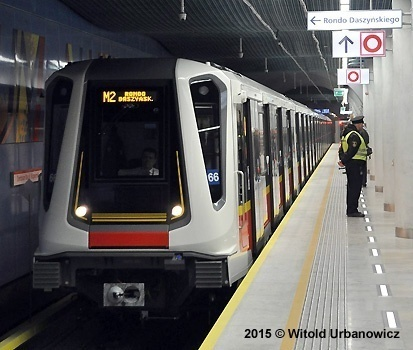 ← Rondo Daszyńskiego
M2 RONDO
DASZYŃSK.
66
2015 © Witold Urbanowicz